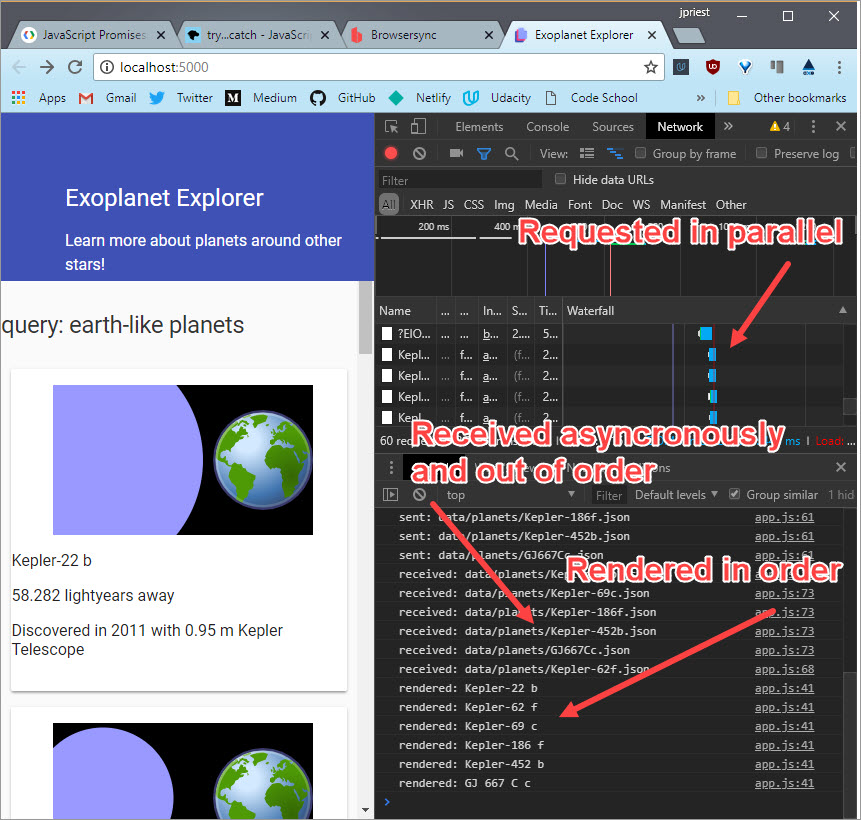 jpriest
JavaScript Promises
try...catch - JavaScri
Browsersync
Exoplanet Explorer
localhost:5000
Apps
Gmail
Twitter
Medium
GitHub
Netlify
Udacity
Code School
»
Other bookmarks
Exoplanet Explorer
Learn more about planets around other
stars!
query: earth-like planets
Kepler-22 b
58.282 lightyears away
Discovered in 2011 with 0.95 m Kepler
Telescope
Elements Console Sources Network » 4
View: Group by frame Preserve log
Filter Hide data URLs
All XHR JS CSS Img Media Font Doc WS Manifest Other
200 ms 400 m
Requested in parallel
Name ... ... In... S... Ti... Waterfall
?EIO... ... ... b... 2.... 5...
Kepl... ... f... a... (f... 2...
Kepl... ... f... a... (f... 2...
Kepl... ... f... a... (f... 2...
Kepl... ... f... a... (f... 2...
60 req ms | Load: ...
Received asyncronously
and out of order
top Filter Default levels Group similar 1 hid
sent: data/planets/Kepler-186f.json app.js:61
sent: data/planets/Kepler-452b.json app.js:61
sent: data/planets/GJ667Cc.json app.js:61
Rendered in order
received: data/planets/Kep
received: data/planets/Kepler-69c.json app.js:73
received: data/planets/Kepler-186f.json app.js:73
received: data/planets/Kepler-452b.json app.js:73
received: data/planets/GJ667Cc.json app.js:73
received: data/planets/Kepler-62f.json app.js:68
rendered: Kepler-22 b app.js:41
rendered: Kepler-62 f app.js:41
rendered: Kepler-69 c app.js:41
rendered: Kepler-186 f app.js:41
rendered: Kepler-452 b app.js:41
rendered: GJ 667 C c app.js:41